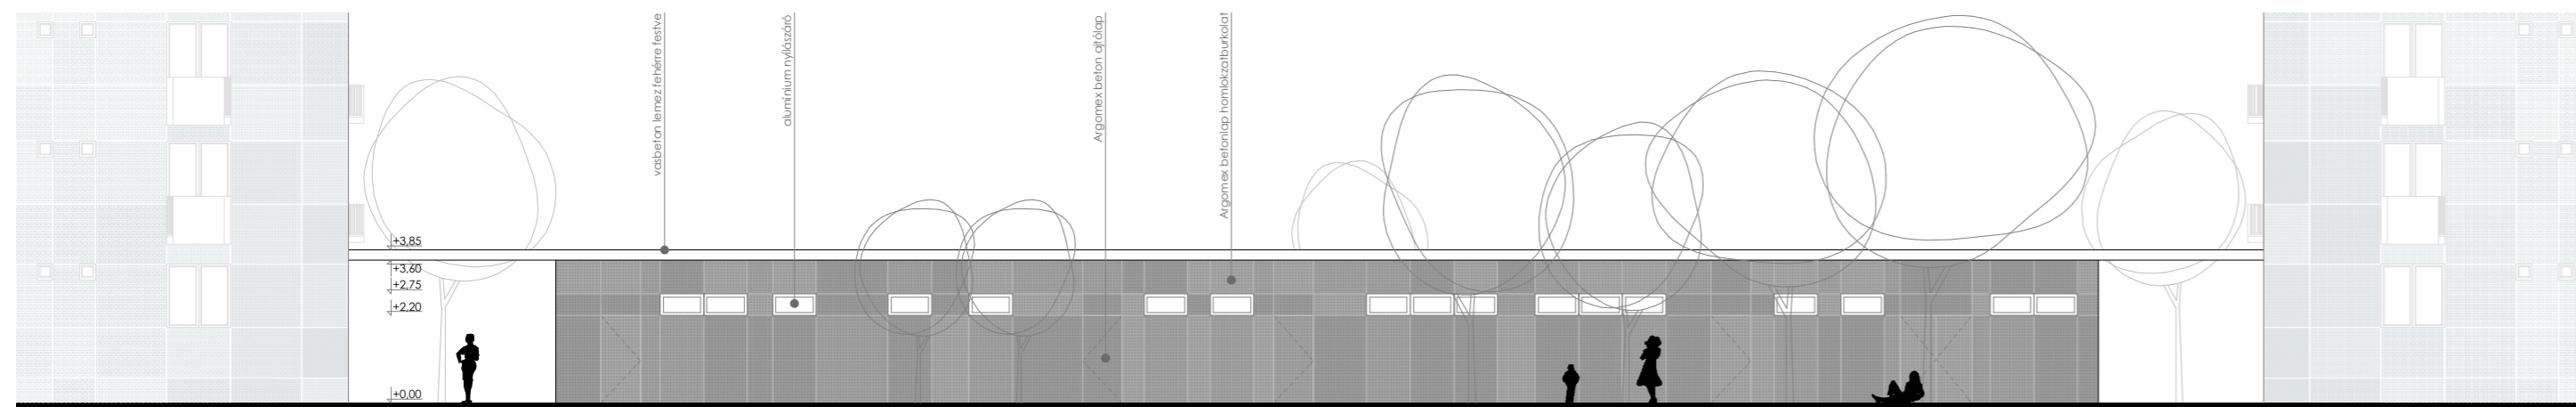 vasbeton lemez fehérre festve
alumínium nyílászáró
Argomex beton ajtólap
Argomex betonlap homlokzatburkolat
+3,85
+3,60
+2,75
+2,20
+0,00